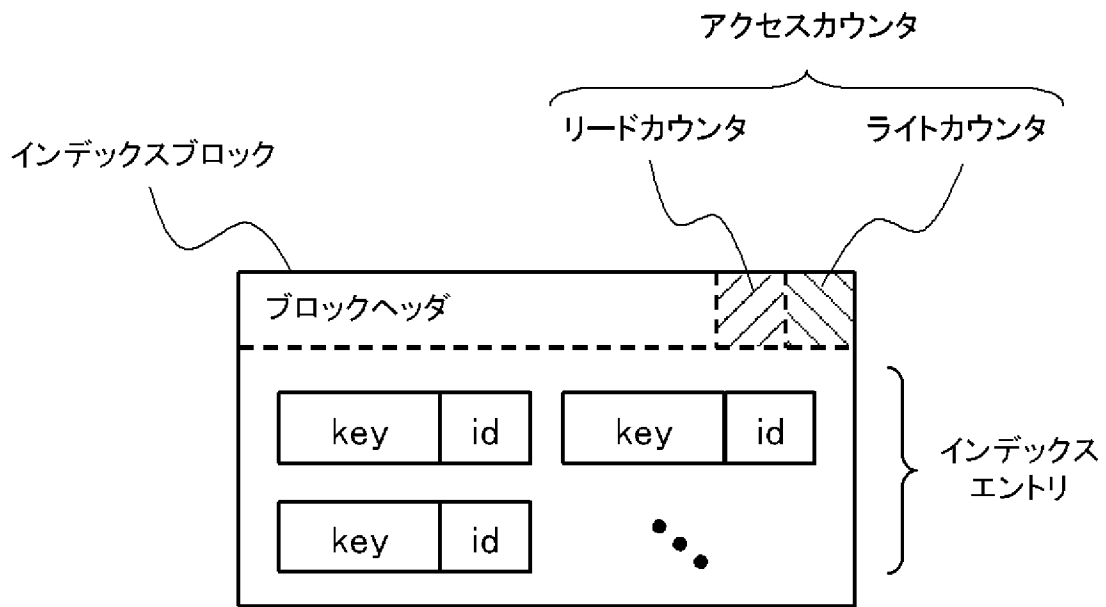 アクセスカウンタ
リードカウンタ ライトカウンタ
インデックスブロック
ブロックヘッダ
key id key id
key id
インデックス
エントリ